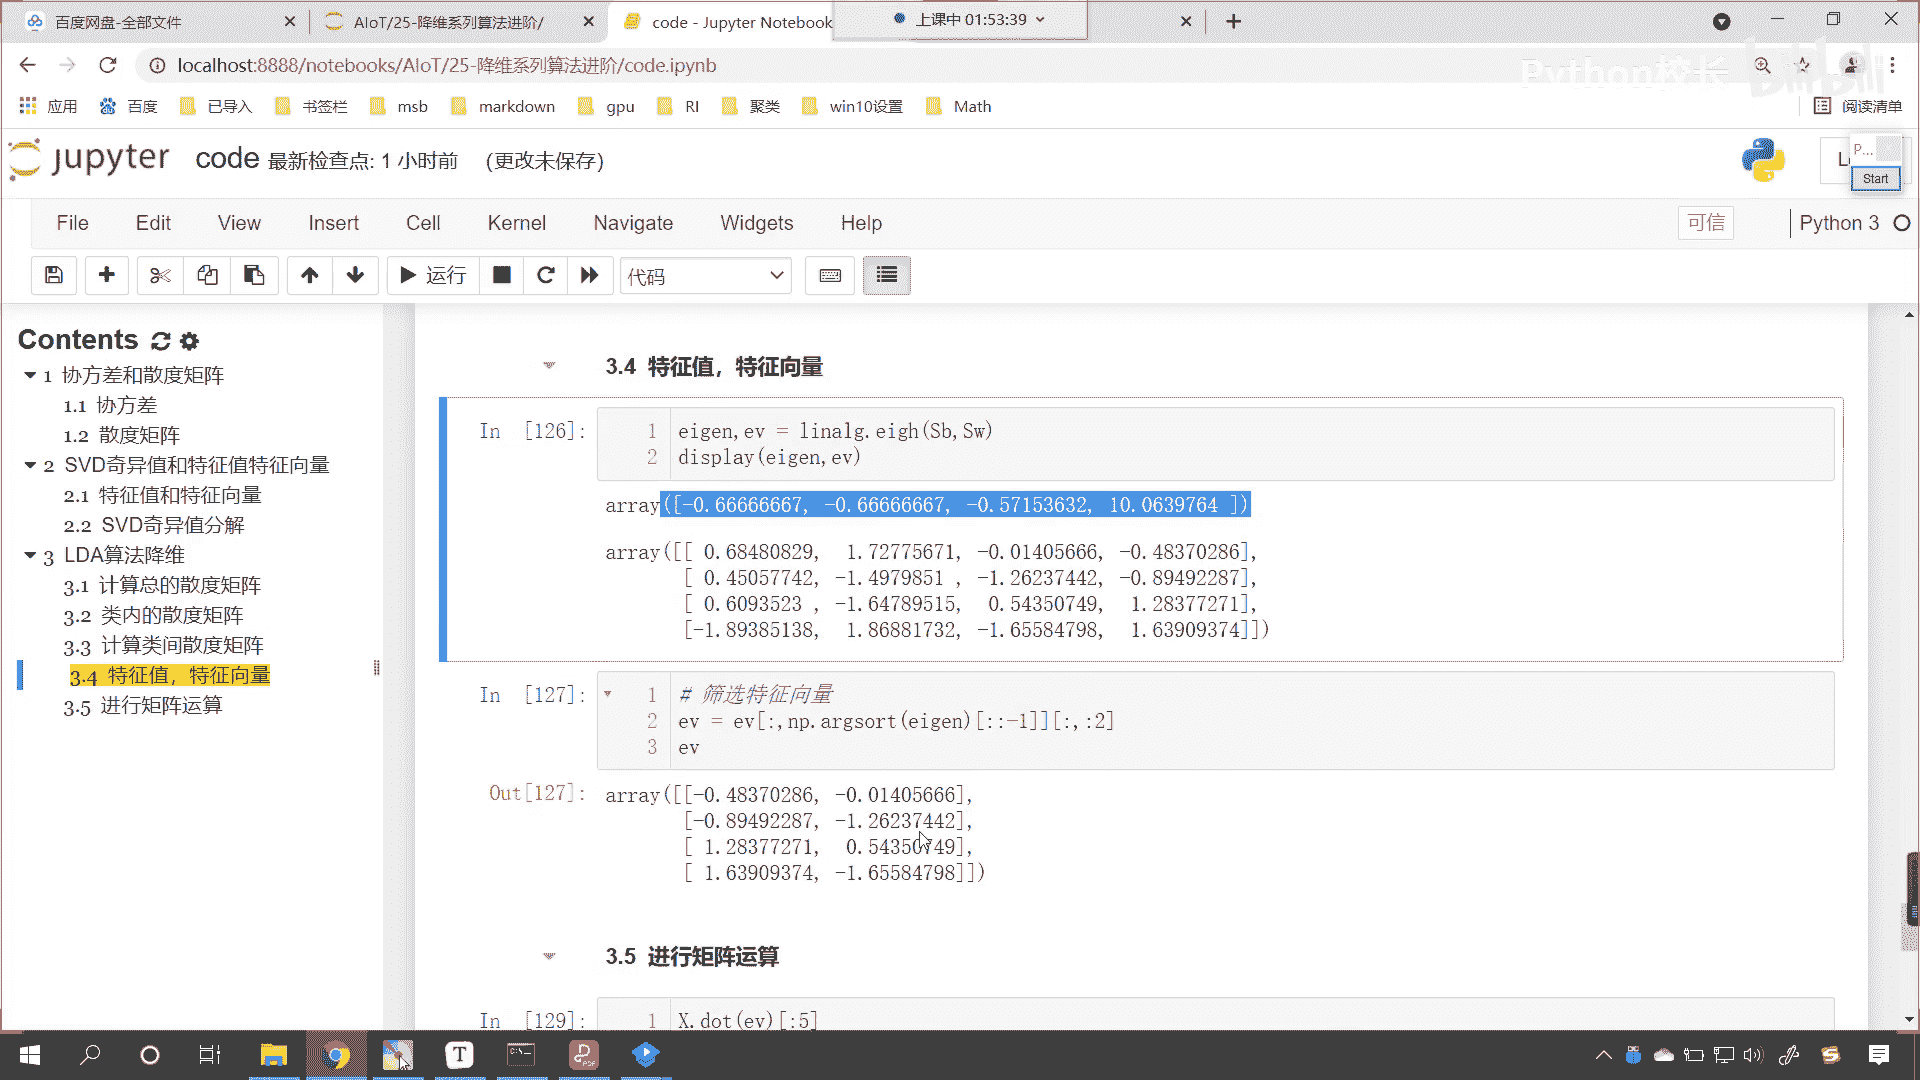 百度网盘-全部文件
AIoT/25-降维系列算法进阶/
code - Jupyter Notebook
上课中 01:53:39
localhost:8888/notebooks/AIoT/25-降维系列算法进阶/code.ipynb
Python校长
bilibili
应用 百度 已导入 书签栏 msb markdown gpu RI 聚类 win10设置 Math 阅读清单
jupyter code 最新检查点: 1 小时前 (更改未保存)
P...
Start
File Edit View Insert Cell Kernel Navigate Widgets Help 可信 Python 3
运行 代码
Contents
1 协方差和散度矩阵
1.1 协方差
1.2 散度矩阵
2 SVD奇异值和特征值特征向量
2.1 特征值和特征向量
2.2 SVD奇异值分解
3 LDA算法降维
3.1 计算总的散度矩阵
3.2 类内的散度矩阵
3.3 计算类间散度矩阵
3.4 特征值，特征向量
3.5 进行矩阵运算
3.4 特征值，特征向量
In [126]:
1 eigen,ev = linalg.eigh(Sb,Sw)
2 display(eigen,ev)
array([-0.66666667, -0.66666667, -0.57153632, 10.0639764 ])
array([[ 0.68480829, 1.72775671, -0.01405666, -0.48370286],
[ 0.45057742, -1.4979851 , -1.26237442, -0.89492287],
[ 0.6093523 , -1.64789515, 0.54350749, 1.28377271],
[-1.89385138, 1.86881732, -1.65584798, 1.63909374]])
In [127]:
1 # 筛选特征向量
2 ev = ev[:,np.argsort(eigen)[::-1]][:,:2]
3 ev
Out[127]: array([[-0.48370286, -0.01405666],
[-0.89492287, -1.26237442],
[ 1.28377271, 0.54350749],
[ 1.63909374, -1.65584798]])
3.5 进行矩阵运算
In [129]:
1 X.dot(ev)[:5]